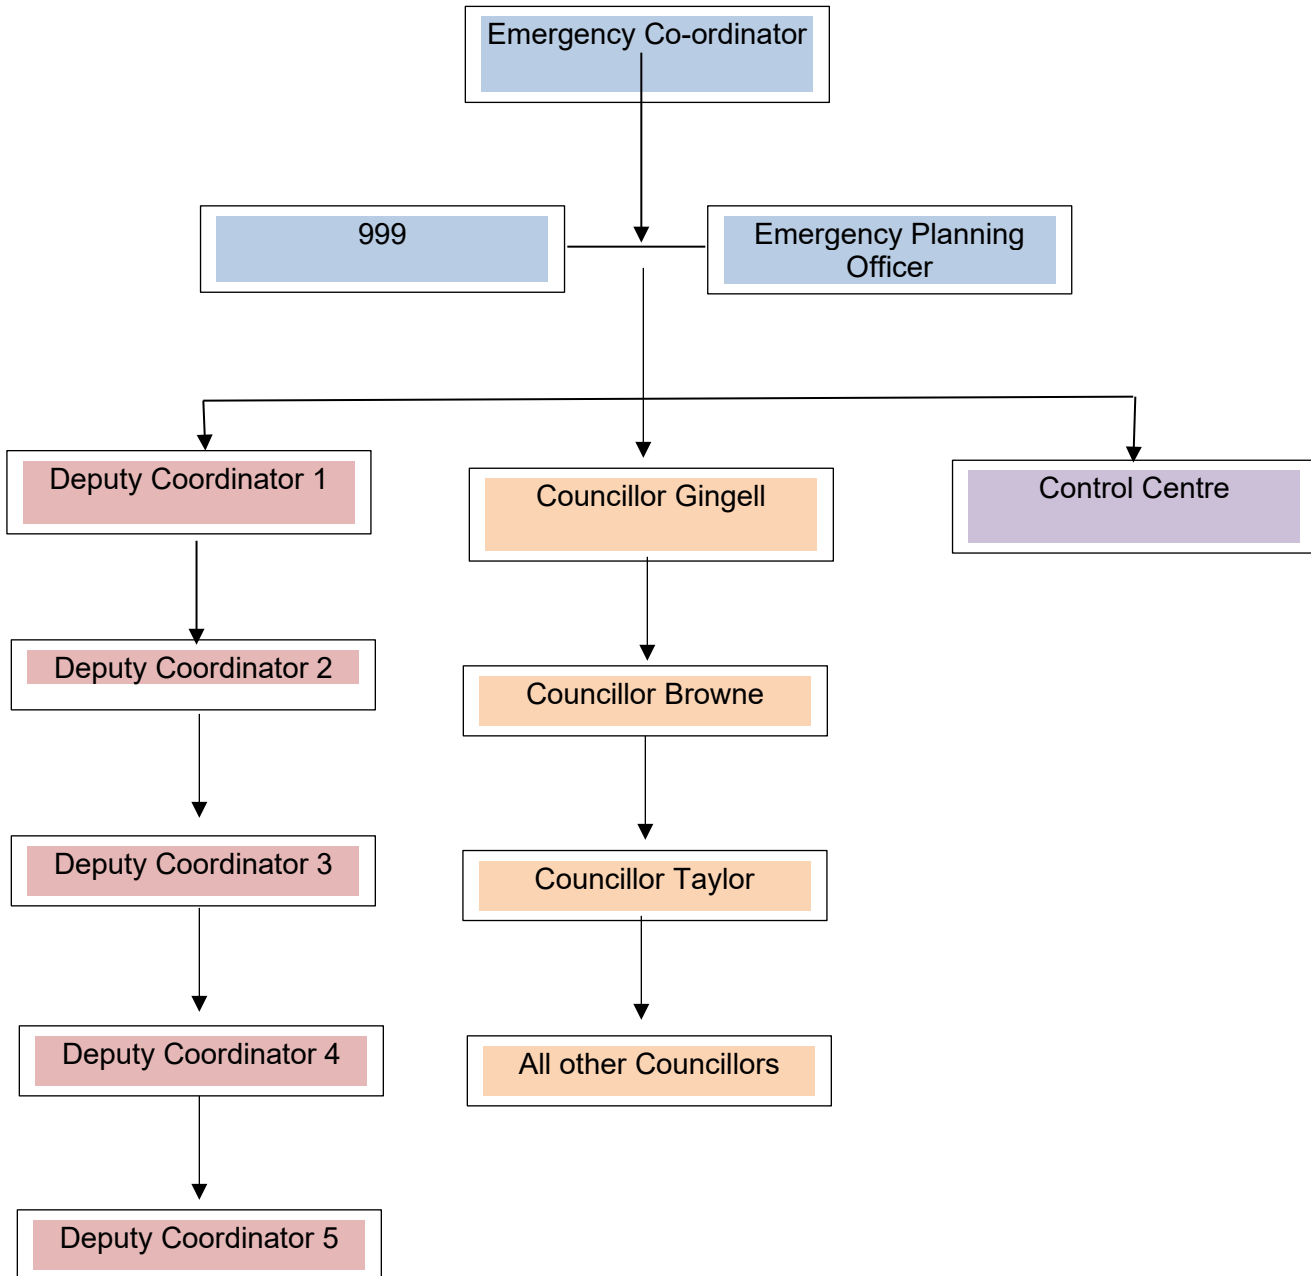 Emergency Co-ordinator
999
Emergency Planning
Officer
Deputy Coordinator 1
Councillor Gingell
Control Centre
Deputy Coordinator 2
Councillor Browne
Deputy Coordinator 3
Councillor Taylor
Deputy Coordinator 4
All other Councillors
Deputy Coordinator 5